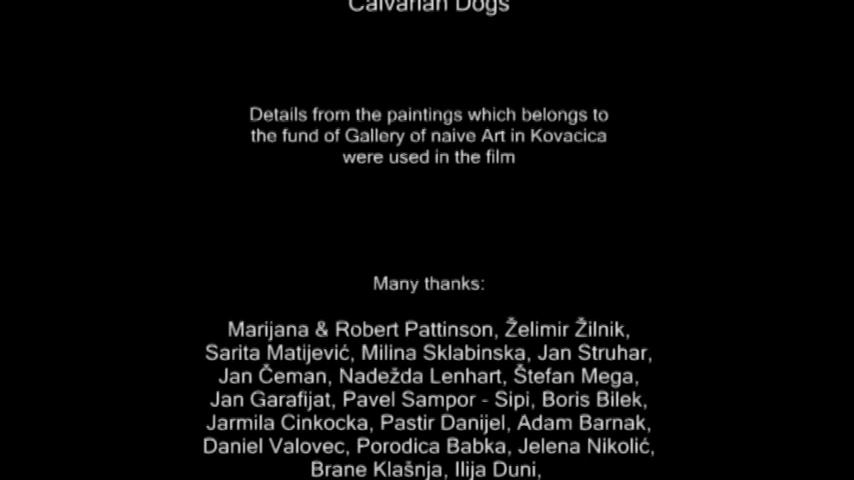 Calvarian Dogs
Details from the paintings which belongs to
the fund of Gallery of naive Art in Kovacica
were used in the film
Many thanks:
Marijana & Robert Pattinson, Želimir Žilnik,
Sarita Matijević, Milina Sklabinska, Jan Struhar,
Jan Čeman, Nadežda Lenhart, Štefan Mega,
Jan Garafijat, Pavel Sampor - Sipi, Boris Bilek,
Jarmila Cinkocka, Pastir Danijel, Adam Barnak,
Daniel Valovec, Porodica Babka, Jelena Nikolić,
Brane Klašnja, Ilija Duni,